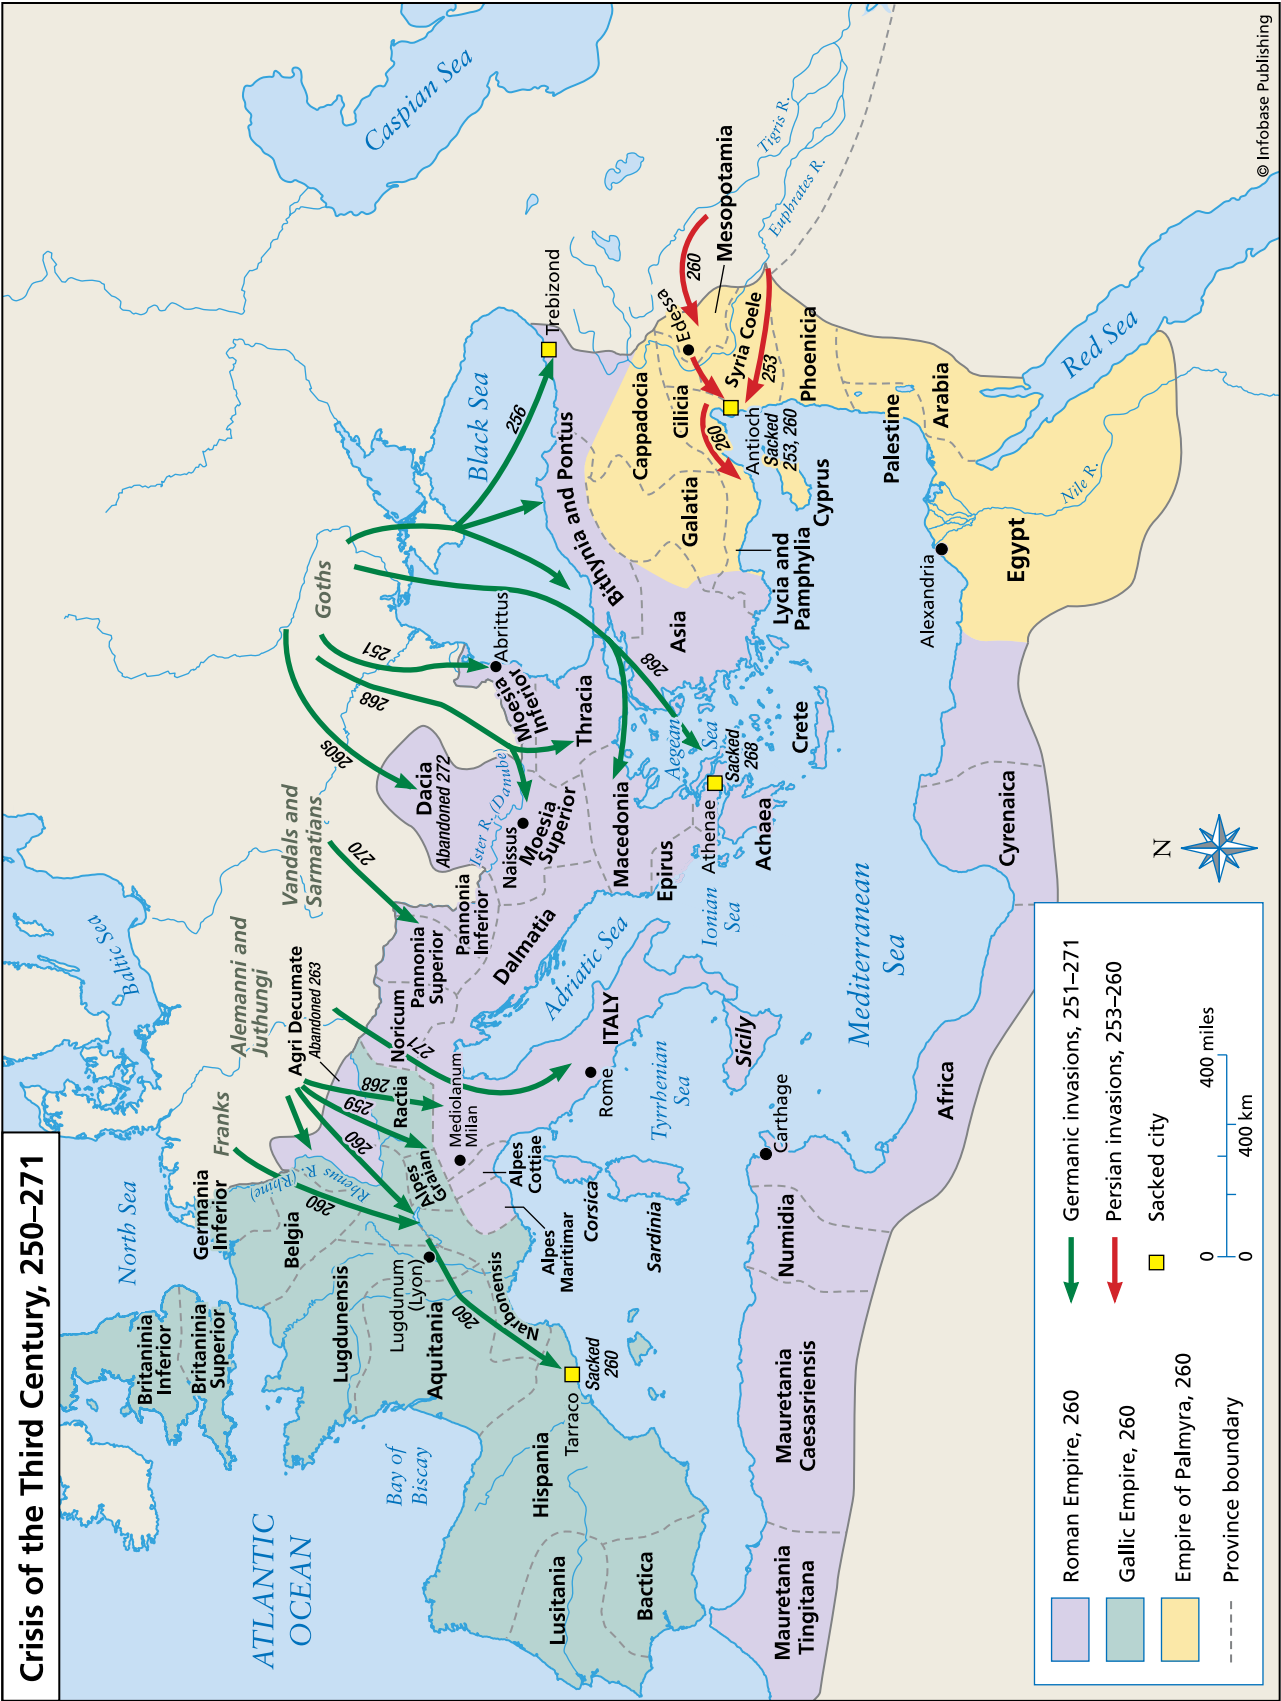 Crisis of the Third Century, 250–271
ATLANTIC
OCEAN
North Sea
Baltic Sea
Caspian Sea
Black Sea
Bay of
Biscay
Britaninia
Inferior
Britaninia
Superior
Germania
Inferior
Belgia
Lugdunensis
Lugdunum
(Lyon)
Aquitania
Narbonensis
Hispania
Lusitania
Bactica
Tarraco
Sacked
260
Franks
Alemanni and
Juthungi
Agri Decumate
Abandoned 263
Vandals and
Sarmatians
Goths
Rhenus R. (Rhine)
260
260
259
268
271
260
270
260s
268
251
256
268
Ractia
Noricum
Alpes
Graian
Alpes
Cottiae
Alpes
Maritimar
Mediolanum
Milan
Pannonia
Superior
Pannonia
Inferior
Dalmatia
Dacia
Abandoned 272
Ister R. (Danube)
Naissus
Moesia
Superior
Moesia
Inferior
Abrittus
Thracia
Macedonia
Epirus
Achaea
Athenae
Sacked
268
Aegean
Sea
Ionian
Sea
Adriatic Sea
ITALY
Rome
Tyrrhenian
Sea
Corsica
Sardinia
Sicily
Crete
Mediterranean
Sea
Trebizond
Bithynia and Pontus
Asia
Galatia
Cappadocia
Cilicia
Lycia and
Pamphylia
Cyprus
Edessa
Mesopotamia
Syria Coele
Antioch
Sacked
253, 260
260
260
253
Tigris R.
Euphrates R.
Phoenicia
Palestine
Arabia
Red Sea
Nile R.
Egypt
Alexandria
Cyrenaica
Africa
Carthage
Numidia
Mauretania
Caesasriensis
Mauretania
Tingitana
N
Roman Empire, 260
Gallic Empire, 260
Empire of Palmyra, 260
Province boundary
Germanic invasions, 251–271
Persian invasions, 253–260
Sacked city
0
400 miles
0
400 km
© Infobase Publishing